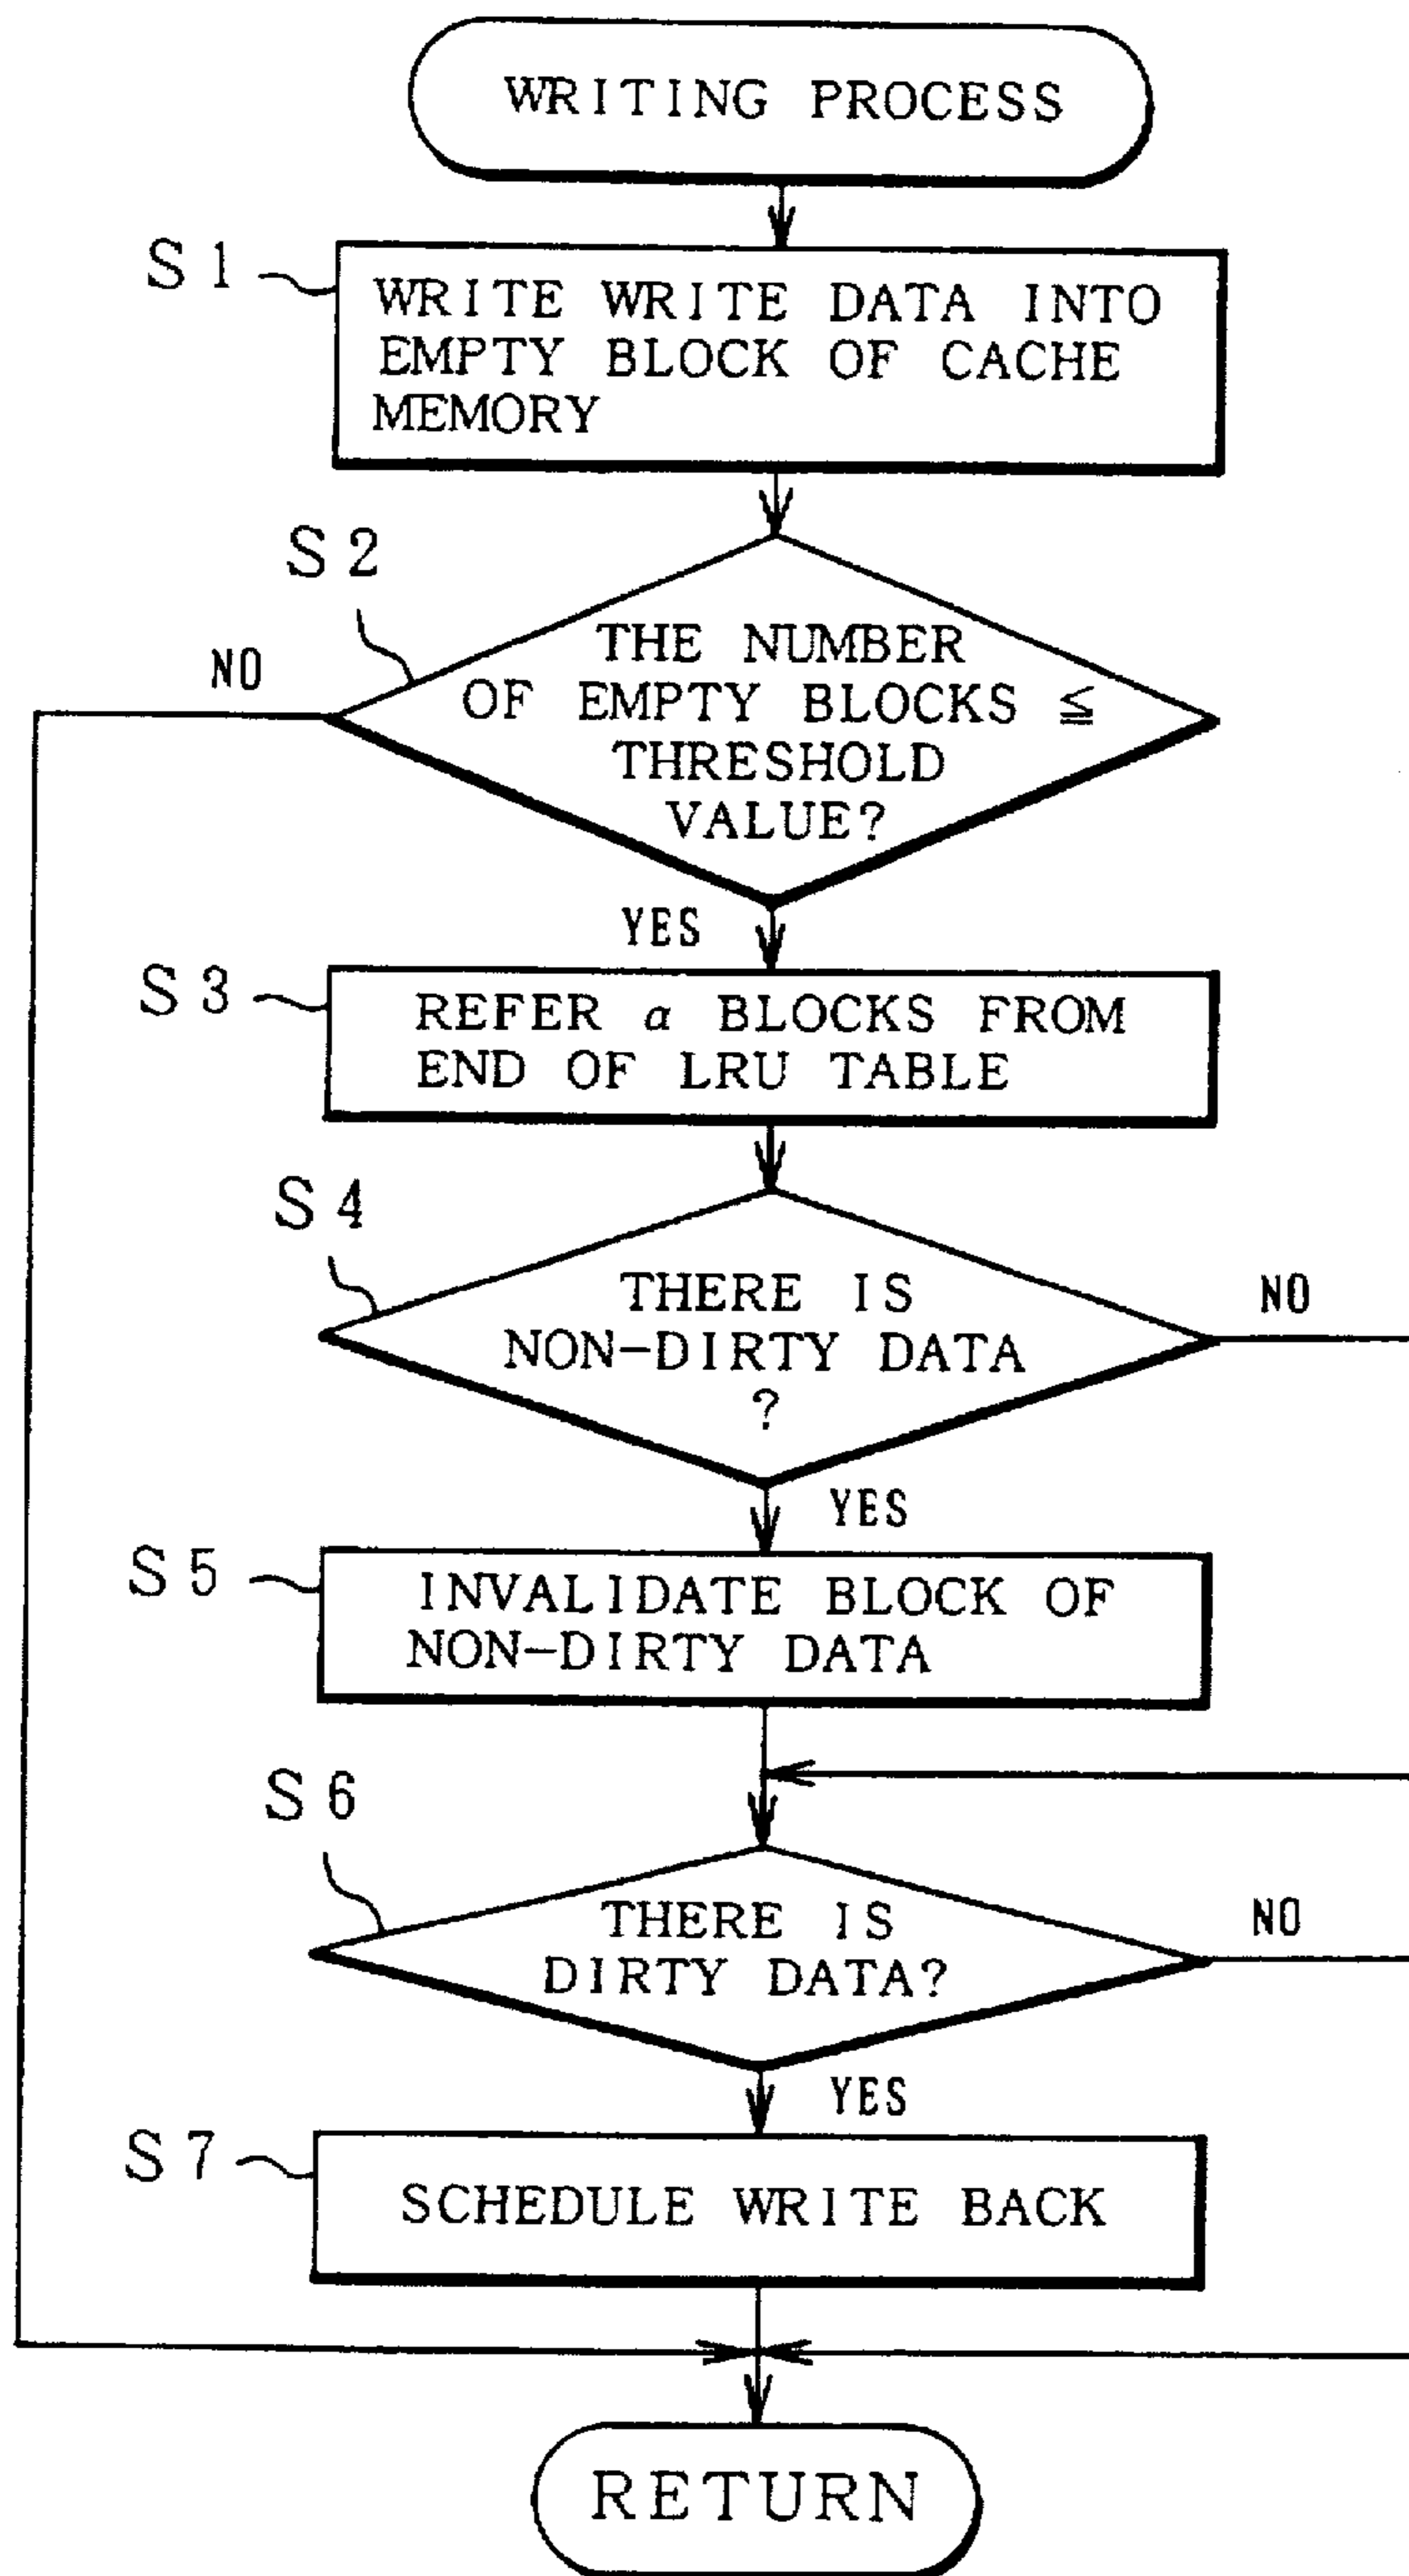 WRITING PROCESS
S1
WRITE WRITE DATA INTO
EMPTY BLOCK OF CACHE
MEMORY
S2
NO
THE NUMBER
OF EMPTY BLOCKS ≦
THRESHOLD
VALUE?
YES
S3
REFER α BLOCKS FROM
END OF LRU TABLE
S4
THERE IS
NON-DIRTY DATA
?
NO
YES
S5
INVALIDATE BLOCK OF
NON-DIRTY DATA
S6
THERE IS
DIRTY DATA?
NO
YES
S7
SCHEDULE WRITE BACK
RETURN